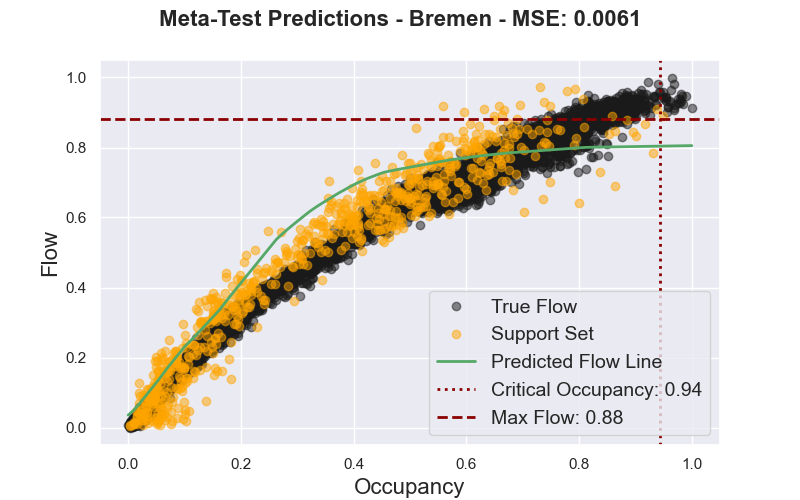 Meta-Test Predictions - Bremen - MSE: 0.0061
1.0
0.8
0.6
0.4
0.2
0.0
Flow
0.0 0.2 0.4 0.6 0.8 1.0
Occupancy
True Flow
Support Set
Predicted Flow Line
Critical Occupancy: 0.94
Max Flow: 0.88